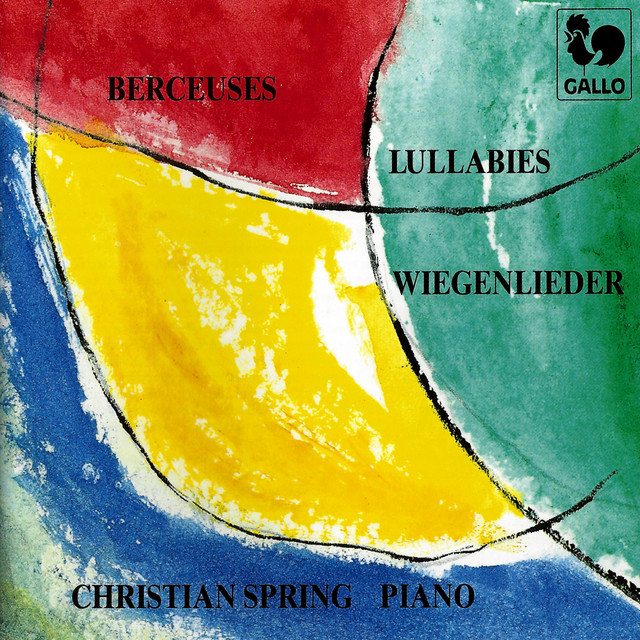 GALLO
BERCEUSES
LULLABIES
WIEGENLIEDER
CHRISTIAN SPRING PIANO